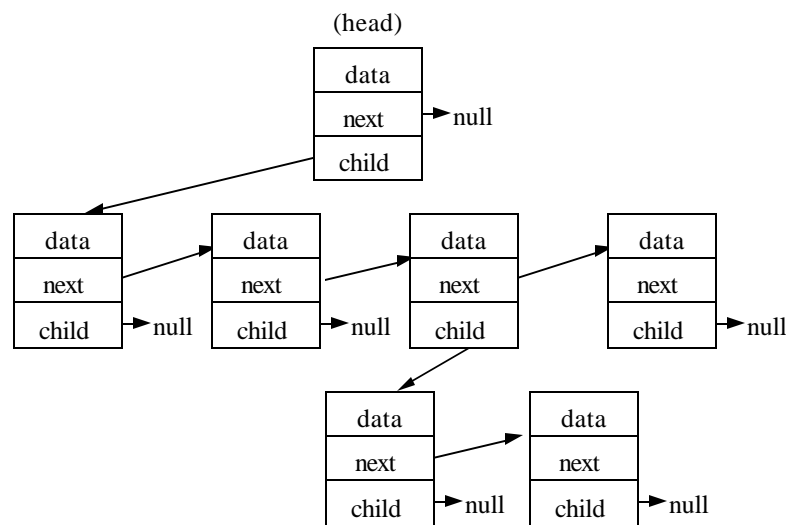 (head)
data
next null
child
data data data data
next next next next
child null child null child child null
data data
next next
child null child null